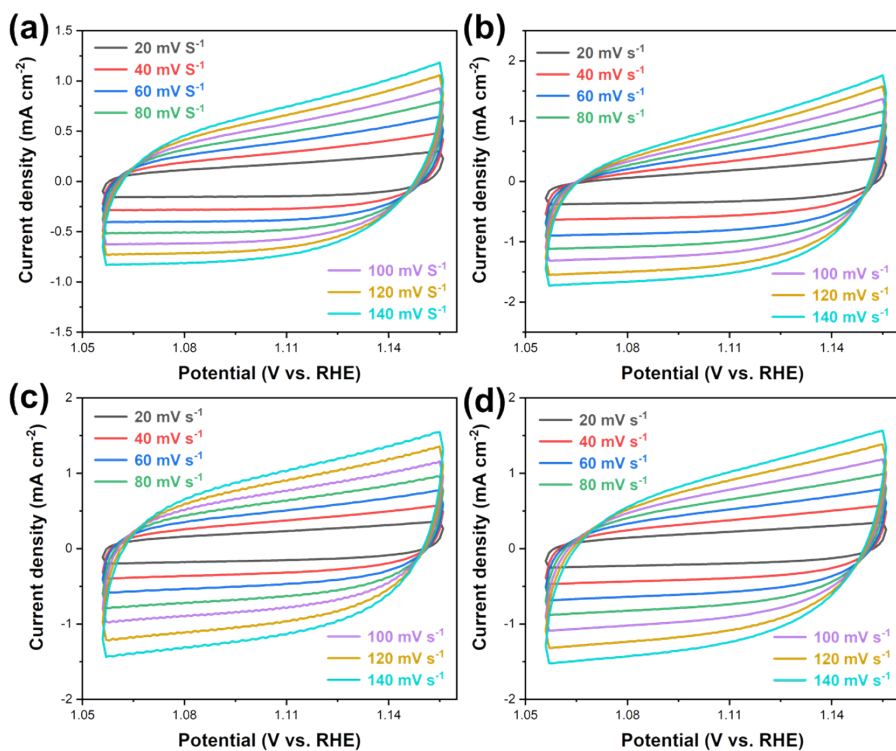 (a)
20 mV S⁻¹
40 mV S⁻¹
60 mV S⁻¹
80 mV S⁻¹
100 mV S⁻¹
120 mV S⁻¹
140 mV S⁻¹
1.5
1.0
0.5
0.0
-0.5
-1.0
-1.5
Current density (mA cm⁻²)
1.05
1.08
1.11
1.14
Potential (V vs. RHE)
(b)
20 mV s⁻¹
40 mV s⁻¹
60 mV s⁻¹
80 mV s⁻¹
100 mV s⁻¹
120 mV s⁻¹
140 mV s⁻¹
2
1
0
-1
-2
Current density (mA cm⁻²)
1.05
1.08
1.11
1.14
Potential (V vs. RHE)
(c)
20 mV s⁻¹
40 mV s⁻¹
60 mV s⁻¹
80 mV s⁻¹
100 mV s⁻¹
120 mV s⁻¹
140 mV s⁻¹
2
1
0
-1
-2
Current density (mA cm⁻²)
1.05
1.08
1.11
1.14
Potential (V vs. RHE)
(d)
20 mV s⁻¹
40 mV s⁻¹
60 mV s⁻¹
80 mV s⁻¹
100 mV s⁻¹
120 mV s⁻¹
140 mV s⁻¹
2
1
0
-1
-2
Current density (mA cm⁻²)
1.05
1.08
1.11
1.14
Potential (V vs. RHE)